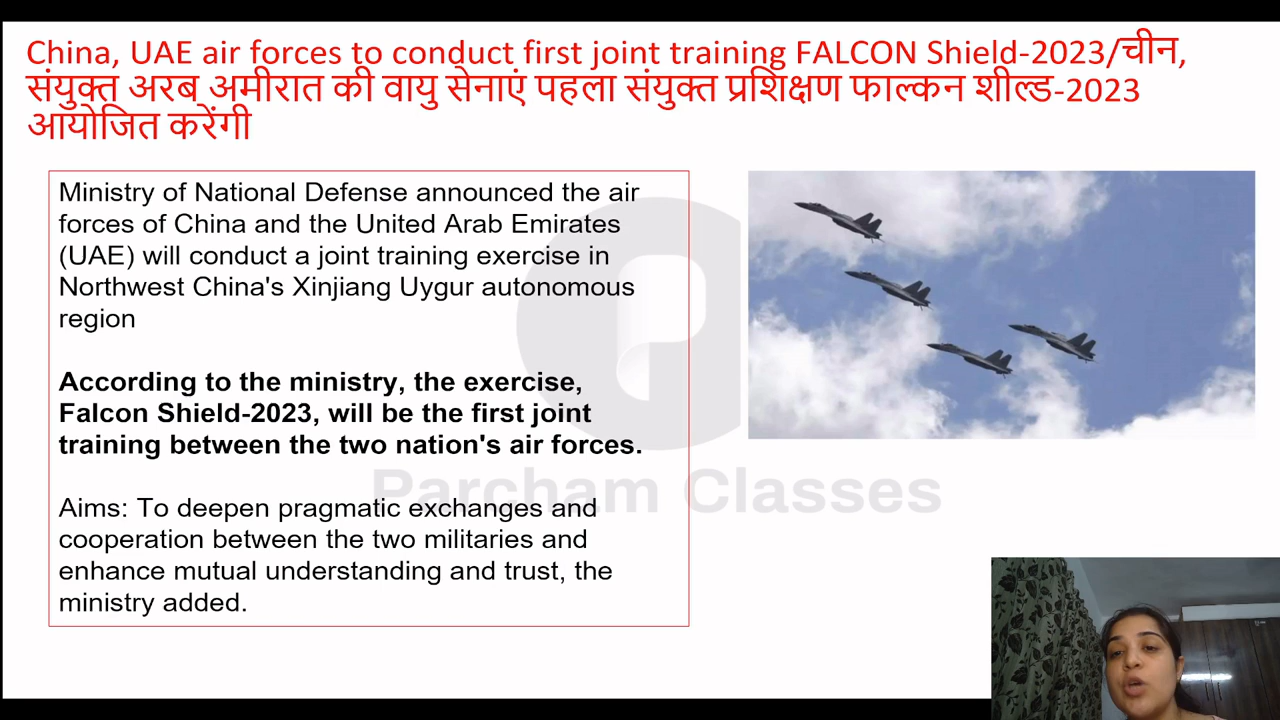 China, UAE air forces to conduct first joint training FALCON Shield-2023/चीन,
संयुक्त अरब अमीरात की वायु सेनाएं पहला संयुक्त प्रशिक्षण फाल्कन शील्ड-2023
आयोजित करेंगी
Ministry of National Defense announced the air
forces of China and the United Arab Emirates
(UAE) will conduct a joint training exercise in
Northwest China's Xinjiang Uygur autonomous
region
According to the ministry, the exercise,
Falcon Shield-2023, will be the first joint
training between the two nation's air forces.
Aims: To deepen pragmatic exchanges and
cooperation between the two militaries and
enhance mutual understanding and trust, the
ministry added.
Parcham Classes